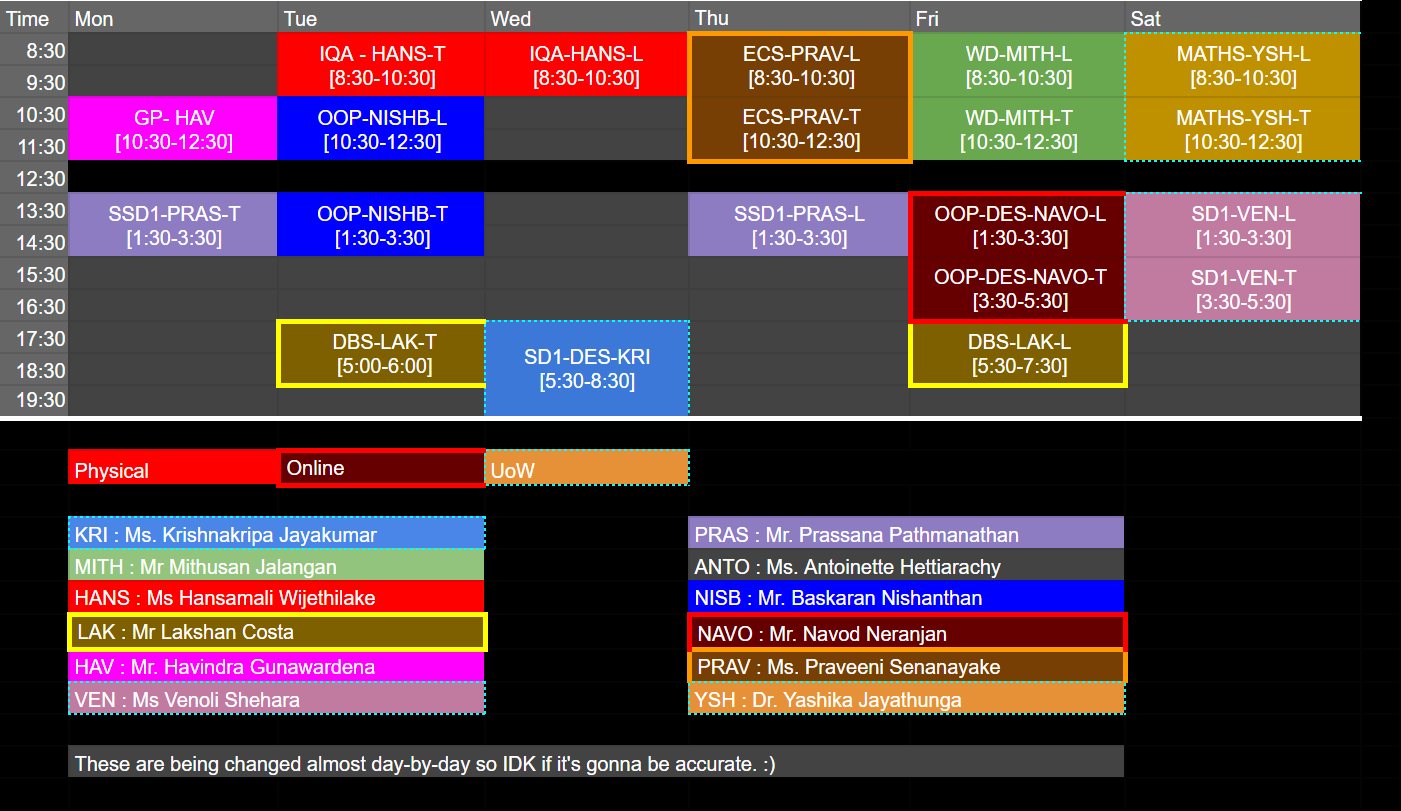 Time Mon Tue Wed Thu Fri Sat
8:30
IQA - HANS-T IQA-HANS-L ECS-PRAV-L WD-MITH-L MATHS-YSH-L
[8:30-10:30] [8:30-10:30] [8:30-10:30] [8:30-10:30] [8:30-10:30]
9:30
10:30
GP- HAV OOP-NISHB-L ECS-PRAV-T WD-MITH-T MATHS-YSH-T
[10:30-12:30] [10:30-12:30] [10:30-12:30] [10:30-12:30] [10:30-12:30]
11:30
12:30
13:30
SSD1-PRAS-T OOP-NISHB-T SSD1-PRAS-L OOP-DES-NAVO-L SD1-VEN-L
[1:30-3:30] [1:30-3:30] [1:30-3:30] [1:30-3:30] [1:30-3:30]
14:30
15:30
OOP-DES-NAVO-T SD1-VEN-T
[3:30-5:30] [3:30-5:30]
16:30
17:30
DBS-LAK-T SD1-DES-KRI DBS-LAK-L
[5:00-6:00] [5:30-8:30] [5:30-7:30]
18:30
19:30
Physical Online UoW
KRI : Ms. Krishnakripa Jayakumar
MITH : Mr Mithusan Jalangan
HANS : Ms Hansamali Wijethilake
LAK : Mr Lakshan Costa
HAV : Mr. Havindra Gunawardena
VEN : Ms Venoli Shehara
PRAS : Mr. Prassana Pathmanathan
ANTO : Ms. Antoinette Hettiarachy
NISB : Mr. Baskaran Nishanthan
NAVO : Mr. Navod Neranjan
PRAV : Ms. Praveeni Senanayake
YSH : Dr. Yashika Jayathunga
These are being changed almost day-by-day so IDK if it's gonna be accurate. :)